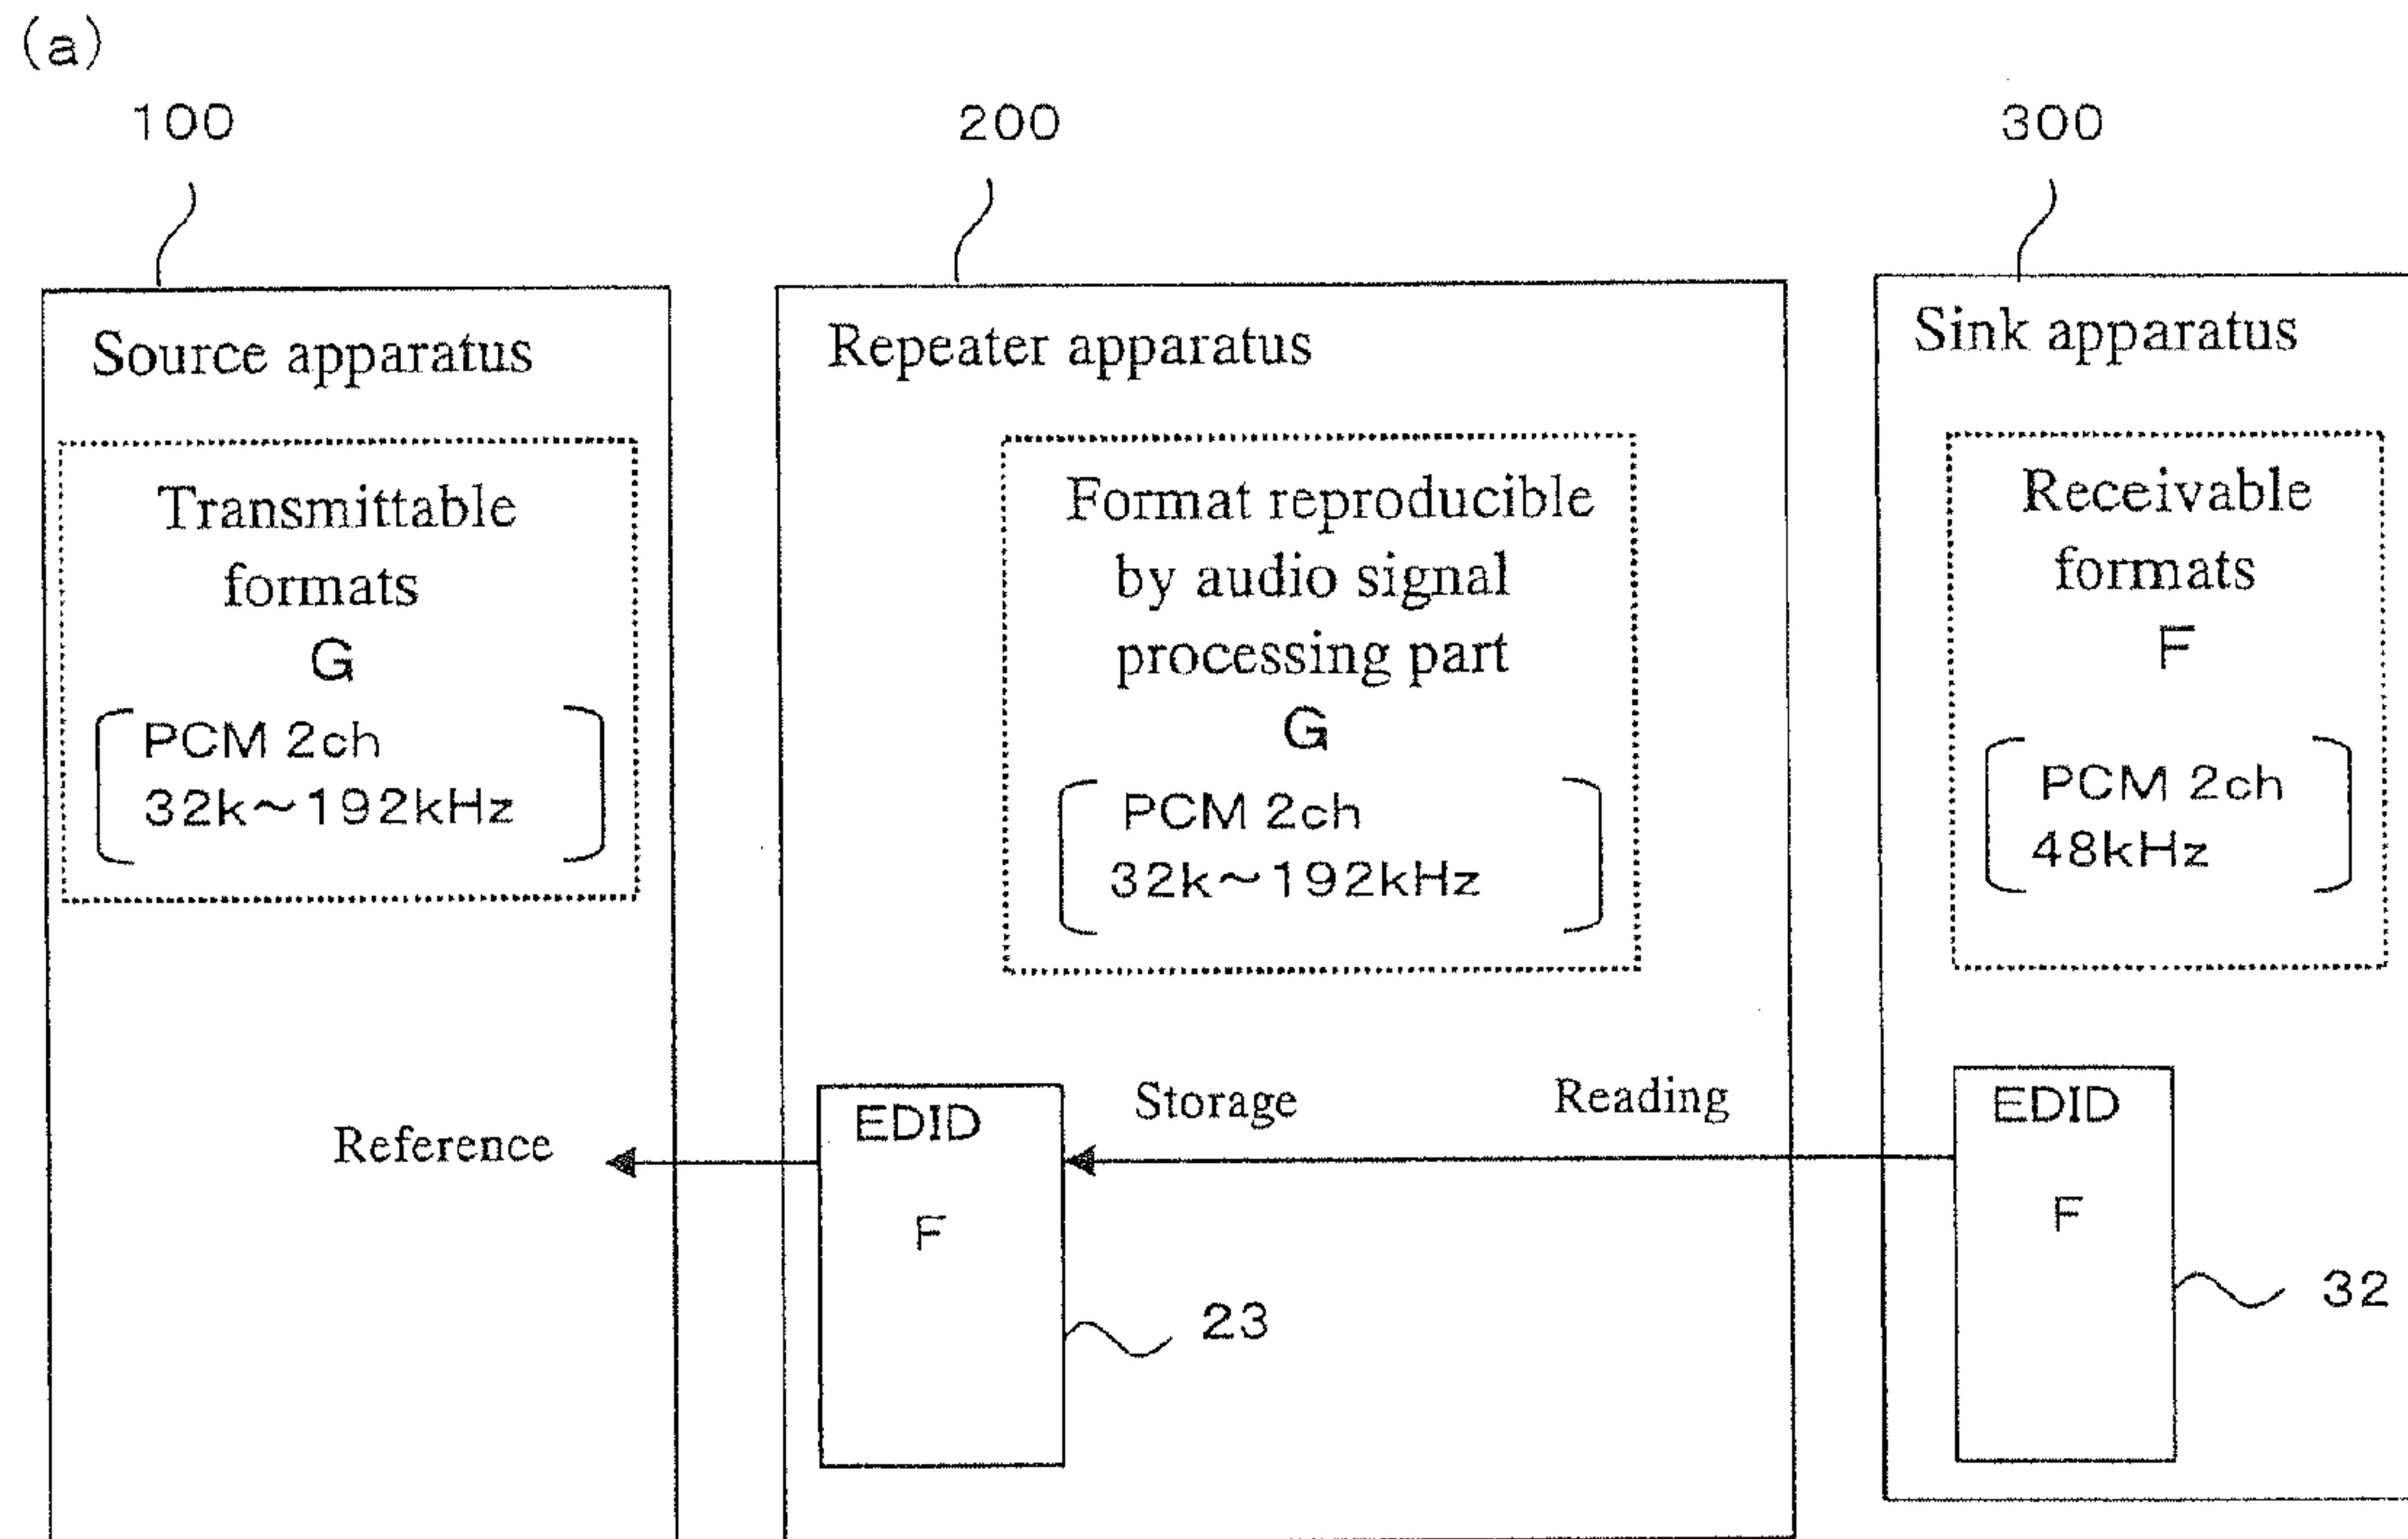 (a)
100
200
300
Source apparatus
Transmittable
formats
G
PCM 2ch
32k~192kHz
Reference
Repeater apparatus
Format reproducible
by audio signal
processing part
G
PCM 2ch
32k~192kHz
EDID
F
23
Storage
Reading
Sink apparatus
Receivable
formats
F
PCM 2ch
48kHz
EDID
F
32